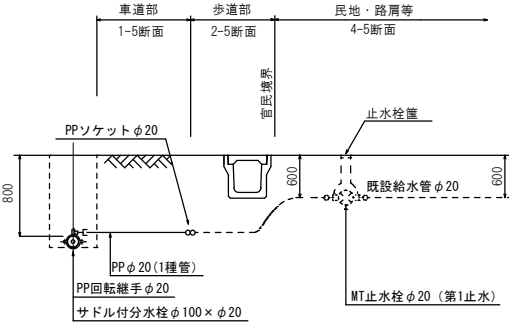 車道部
歩道部
民地・路肩等
1-5断面
2-5断面
4-5断面
官民境界
PPソケットφ20
止水栓筐
800
600
既設給水管φ20
600
PPφ20(1種管)
PP回転継手φ20
MT止水栓φ20(第1止水)
サドル付分水栓φ100×φ20